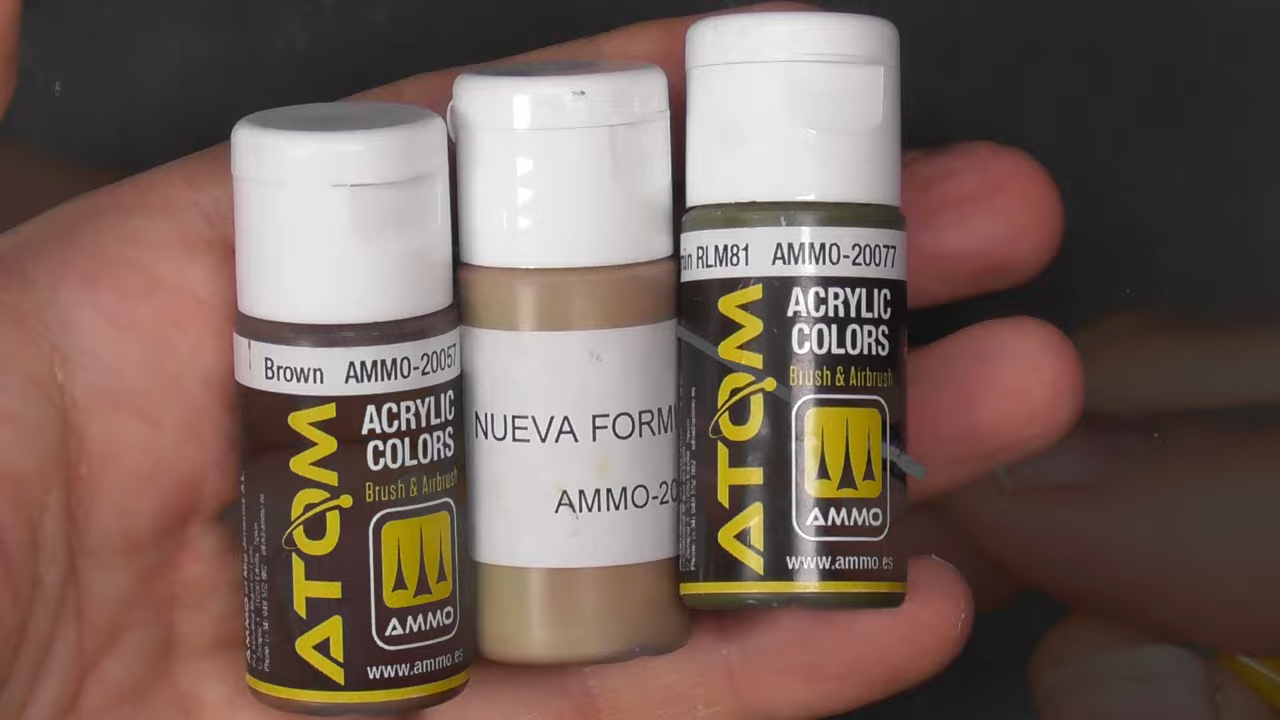 Brown AMMO-20057
ATOM
ACRYLIC
COLORS
Brush & Airbrush
AMMO
www.ammo.es
NUEVA FORM
AMMO-20
RLM81 AMMO-20077
ATOM
ACRYLIC
COLORS
Brush & Airbrush
AMMO
www.ammo.es